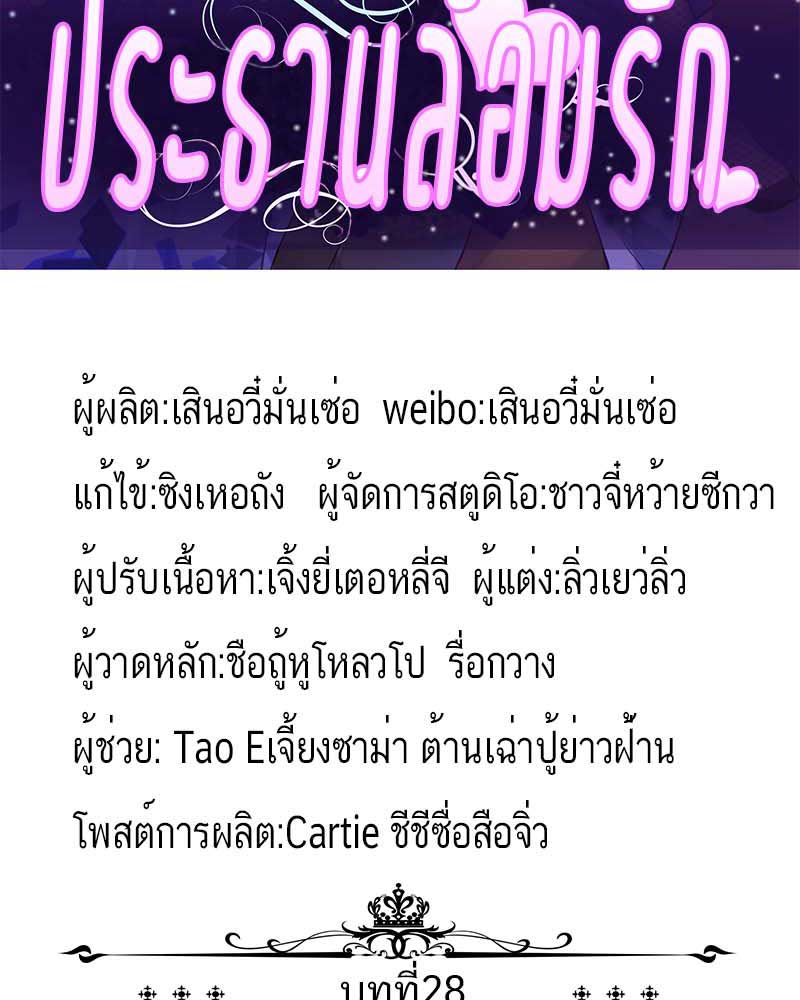 ประธานล้อมรัก
ผู้ผลิต:เสินอวี๋มั่นเซ่อ weibo:เสินอวี๋มั่นเซ่อ
แก้ไข้:ซิงเหอถัง ผู้จัดการสตูดิโอ:ชาวจี๋หว้ายซีกวา
ผู้ปรับเนื้อหา:เจิ้งยี่เตอหลี่จี ผู้แต่ง:ลิ่วเยว่ลิ่ว
ผู้วาดหลัก:ชือถู้หูโหลวโป รื่อกวาง
ผู้ช่วย: Tao Eเจี้ยงซาม่า ต้านเฉ่าปู้ย่าวฝ้าน
โพสต์การผลิต:Cartie ชีชีซื่อสือจิ่ว
บทที่28